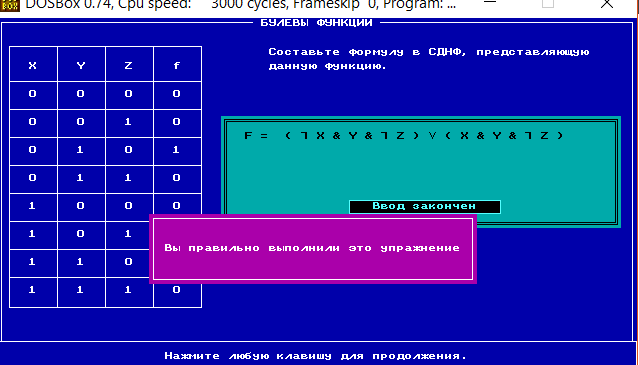 DOSBox 0.74, Cpu speed: 3000 cycles, Frameskip 0, Program: ...
БУЛЕВЫ ФУНКЦИИ
Составьте формулу в СДНФ, представляющую
данную функцию.
X Y Z f
0 0 0 0
0 0 1 0
0 1 0 1
0 1 1 0
1 0 0 0
1 0 1
1 1 0
1 1 1 0
F = ( ˥ X & Y & ˥ Z ) ∨ ( X & Y & ˥ Z )
Ввод закончен
Вы правильно выполнили это упражнение
Нажмите любую клавишу для продолжения.